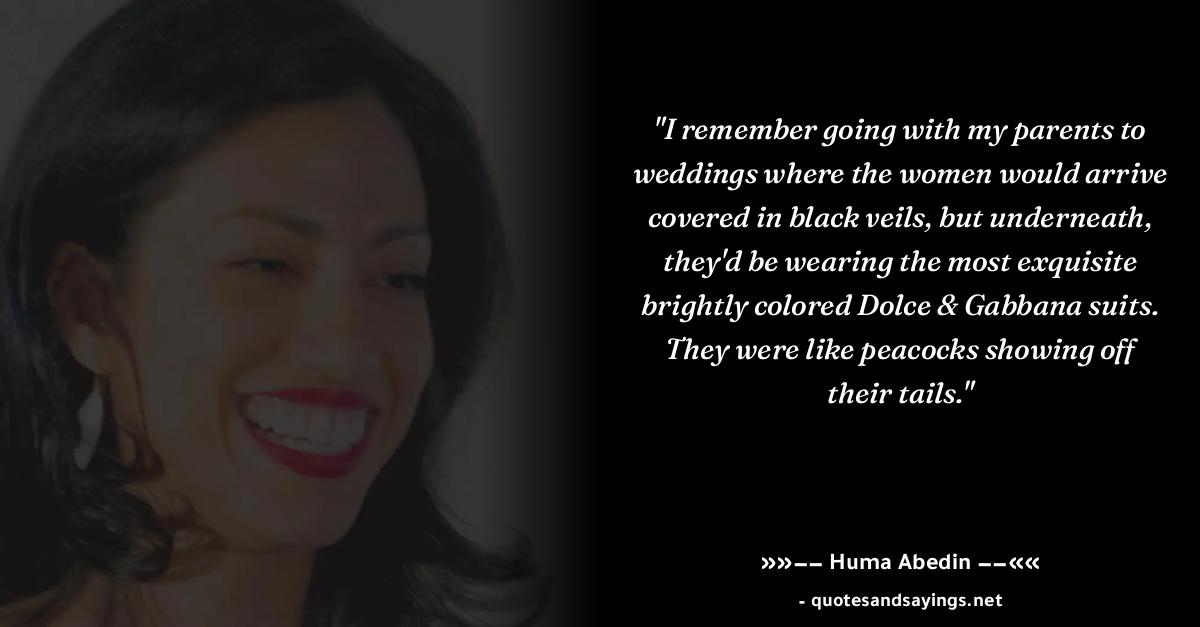 "I remember going with my parents to
weddings where the women would arrive
covered in black veils, but underneath,
they'd be wearing the most exquisite
brightly colored Dolce & Gabbana suits.
They were like peacocks showing off
their tails."
»»−− Huma Abedin −−««
- quotesandsayings.net